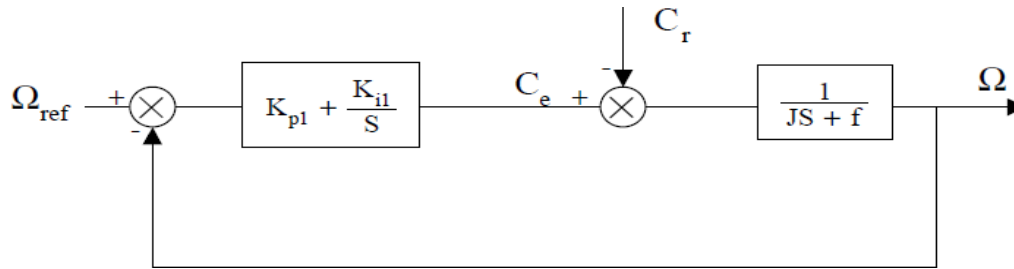 C_r
Ω_ref + - K_p1 + K_i1/S C_e + - 1/(JS + f) Ω